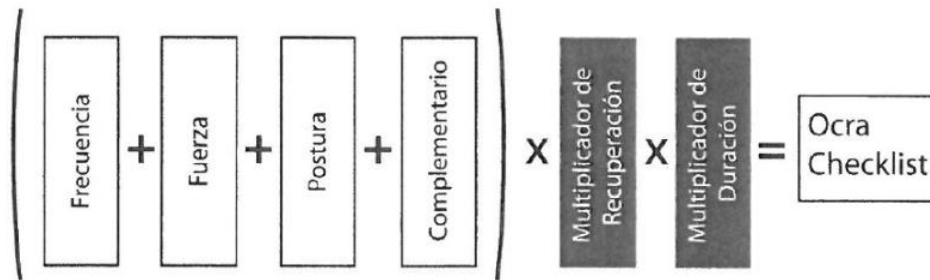 (
Frecuencia
+
Fuerza
+
Postura
+
Complementario
)
x
Multiplicador de
Recuperación
x
Multiplicador de
Duración
=
Ocra
Checklist